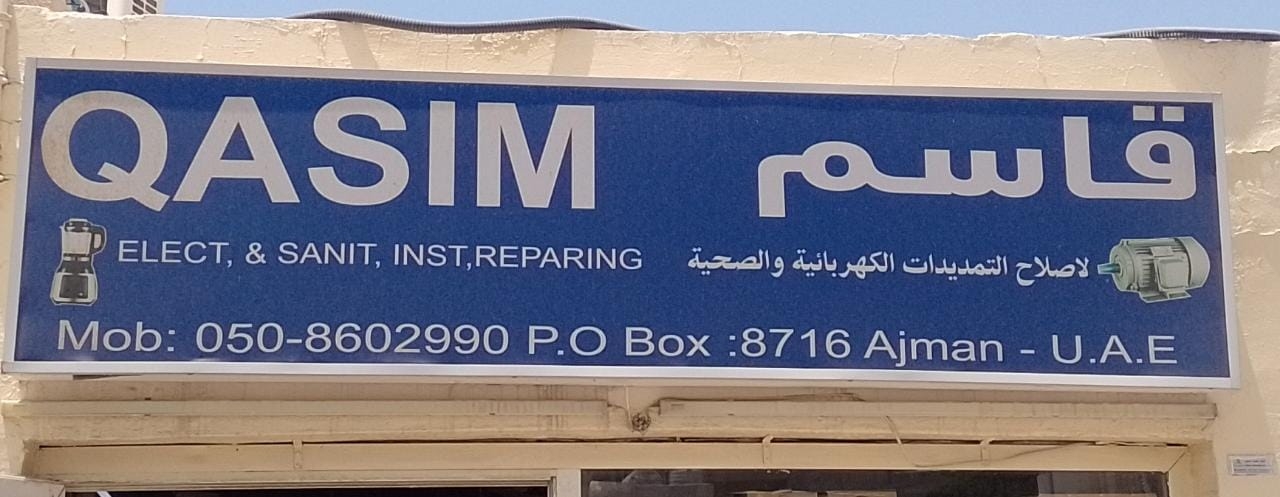 QASIM قاسم
ELECT, & SANIT, INST,REPARING لاصلاح التمديدات الكهربائية والصحية
Mob: 050-8602990 P.O Box :8716 Ajman - U.A.E